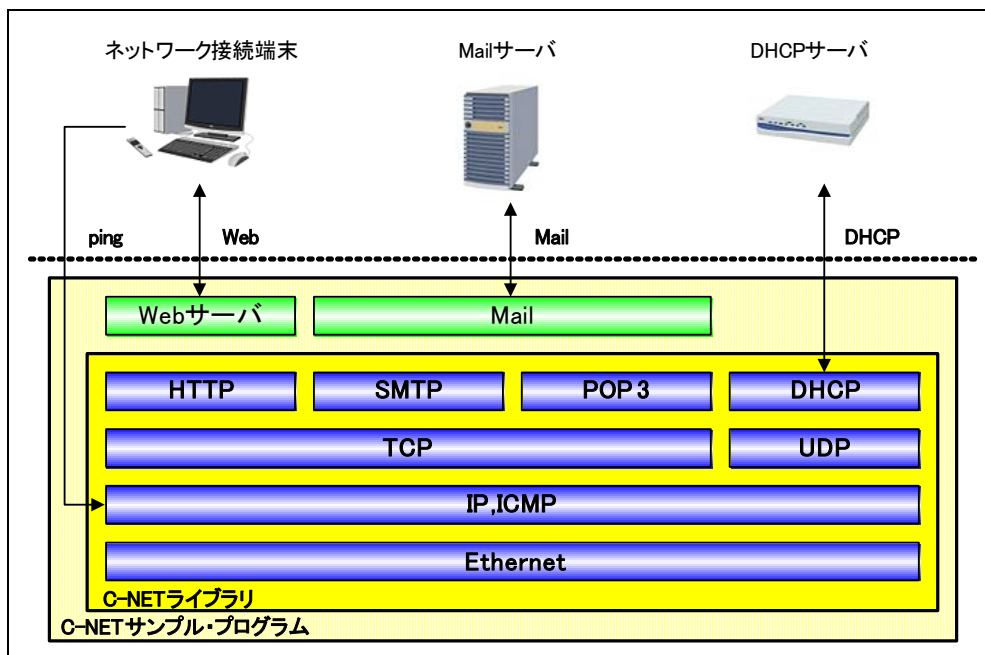 ネットワーク接続端末
Mailサーバ
DHCPサーバ
ping
Web
Mail
DHCP
Webサーバ
Mail
HTTP
SMTP
POP3
DHCP
TCP
UDP
IP,ICMP
Ethernet
C-NETライブラリ
C-NETサンプル・プログラム